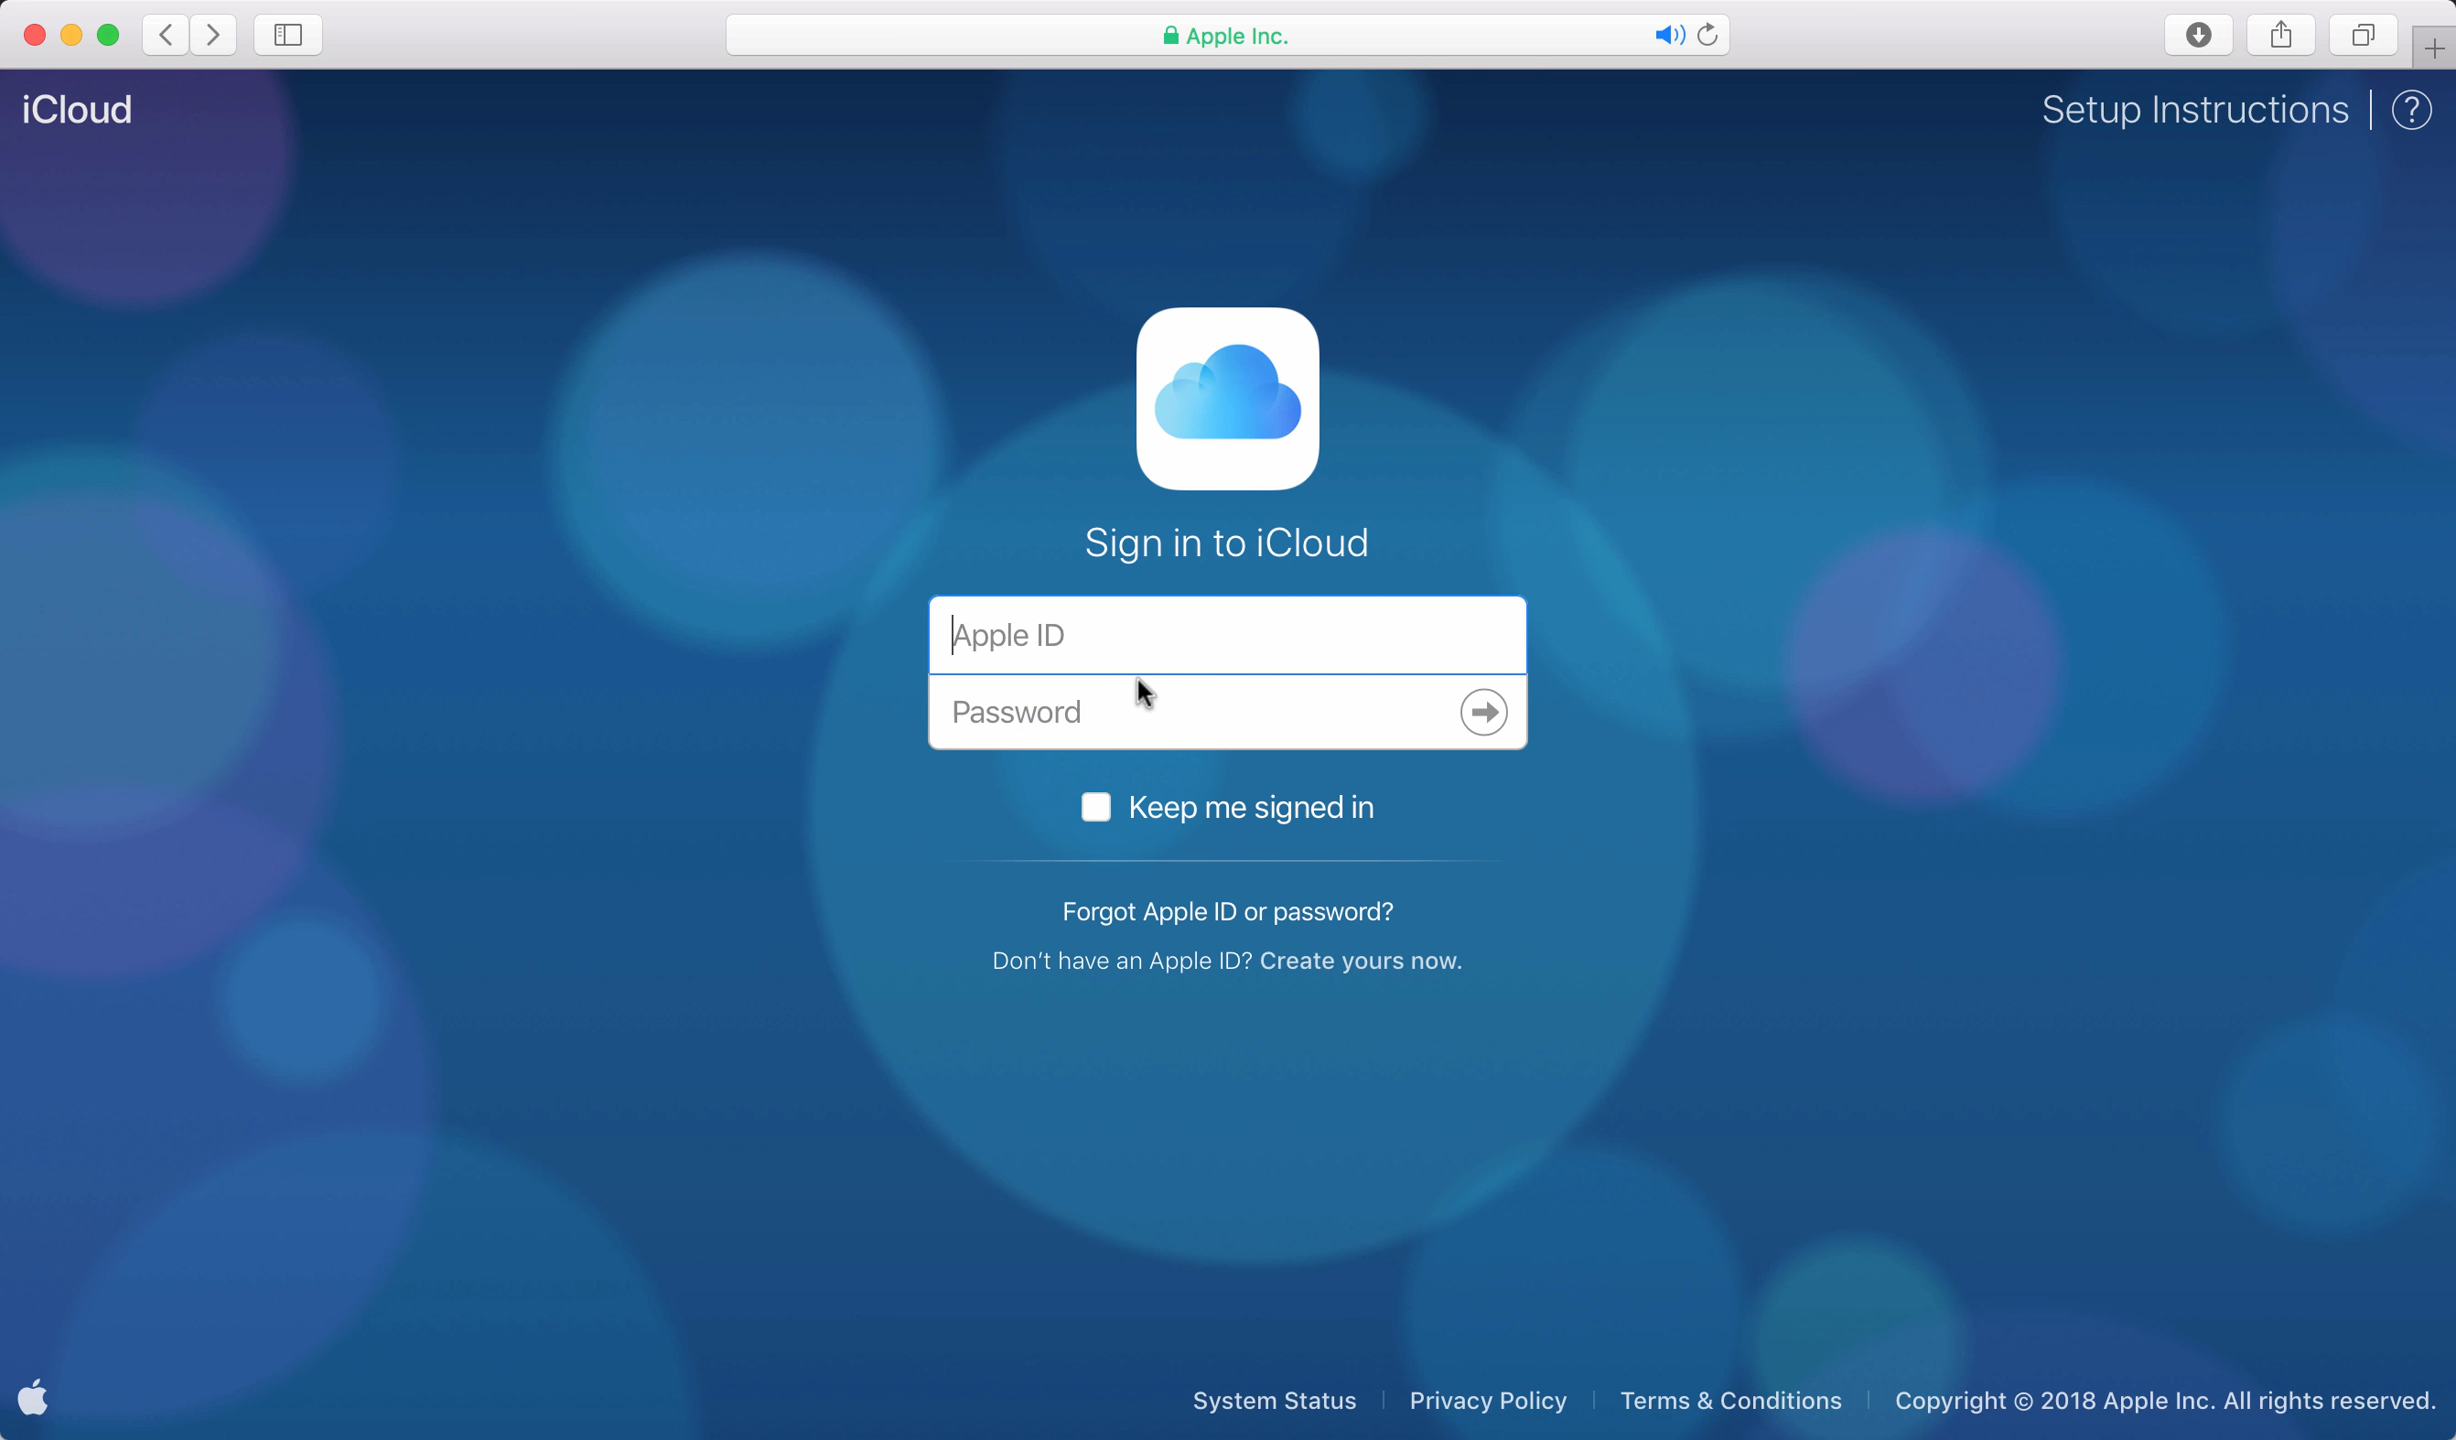 Apple Inc.
iCloud
Setup Instructions
?
Sign in to iCloud
Apple ID
Password
Keep me signed in
Forgot Apple ID or password?
Don’t have an Apple ID? Create yours now.
System Status
Privacy Policy
Terms & Conditions
Copyright © 2018 Apple Inc. All rights reserved.